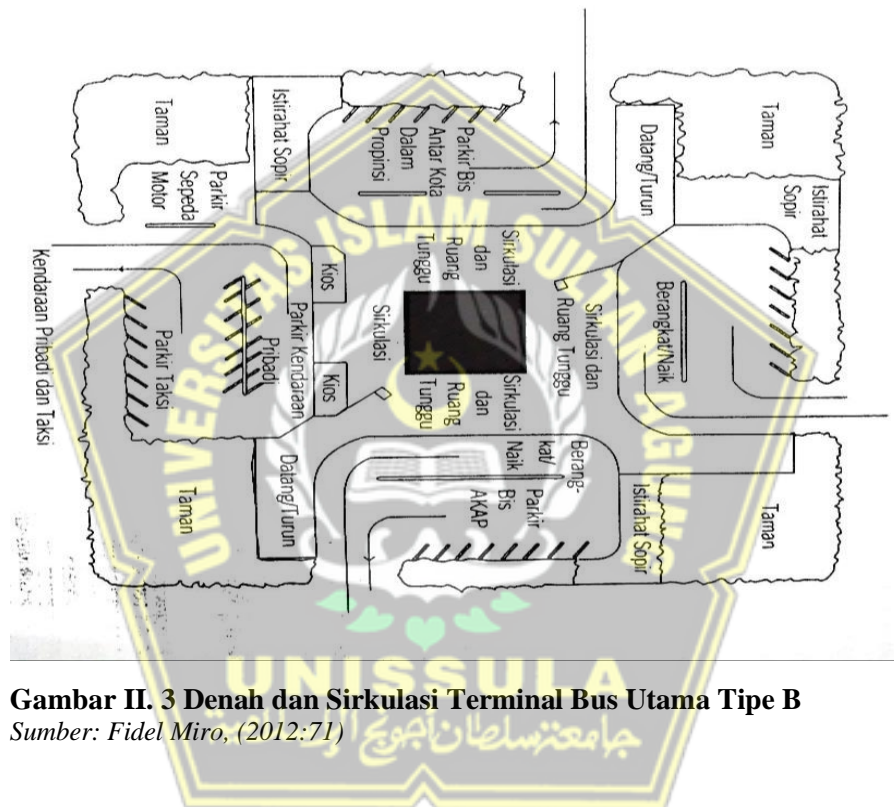 Taman
Istirahat Sopir
Parkir Bis
Antar Kota
Dalam
Propinsi
Datang/Turun
Taman
Istirahat
Sopir
Parkir
Sepeda
Motor
Kios
Sirkulasi
dan
Ruang
Tunggu
Sirkulasi dan
Ruang Tunggu
Berangkat/Naik
Kendaraan Pribadi dan Taksi
Parkir Taksi
Parkir Kendaraan
Pribadi
Kios
Sirkulasi
Sirkulasi
dan
Ruang
Tunggu
Taman
Datang/Turun
Berang-
kat/
Naik
Parkir
Bis
AKAP
Istirahat Sopir
Taman
UNIVERSITAS ISLAM SULTAN AGUNG
UNISSULA
جامعة سلطان أجونج الإسلامية
Gambar II. 3 Denah dan Sirkulasi Terminal Bus Utama Tipe B
Sumber: Fidel Miro, (2012:71)